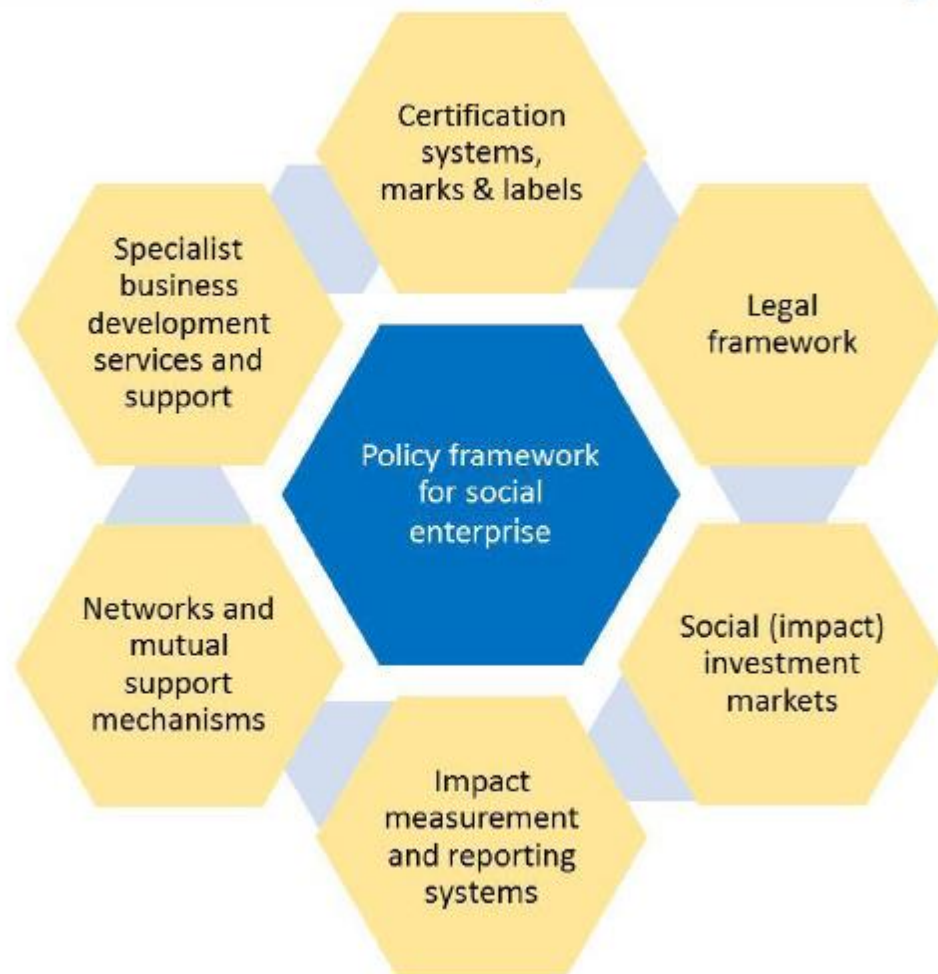 Certification
systems,
marks & labels
Legal
framework
Social (impact)
investment
markets
Impact
measurement
and reporting
systems
Networks and
mutual
support
mechanisms
Specialist
business
development
services and
support
Policy framework
for social
enterprise